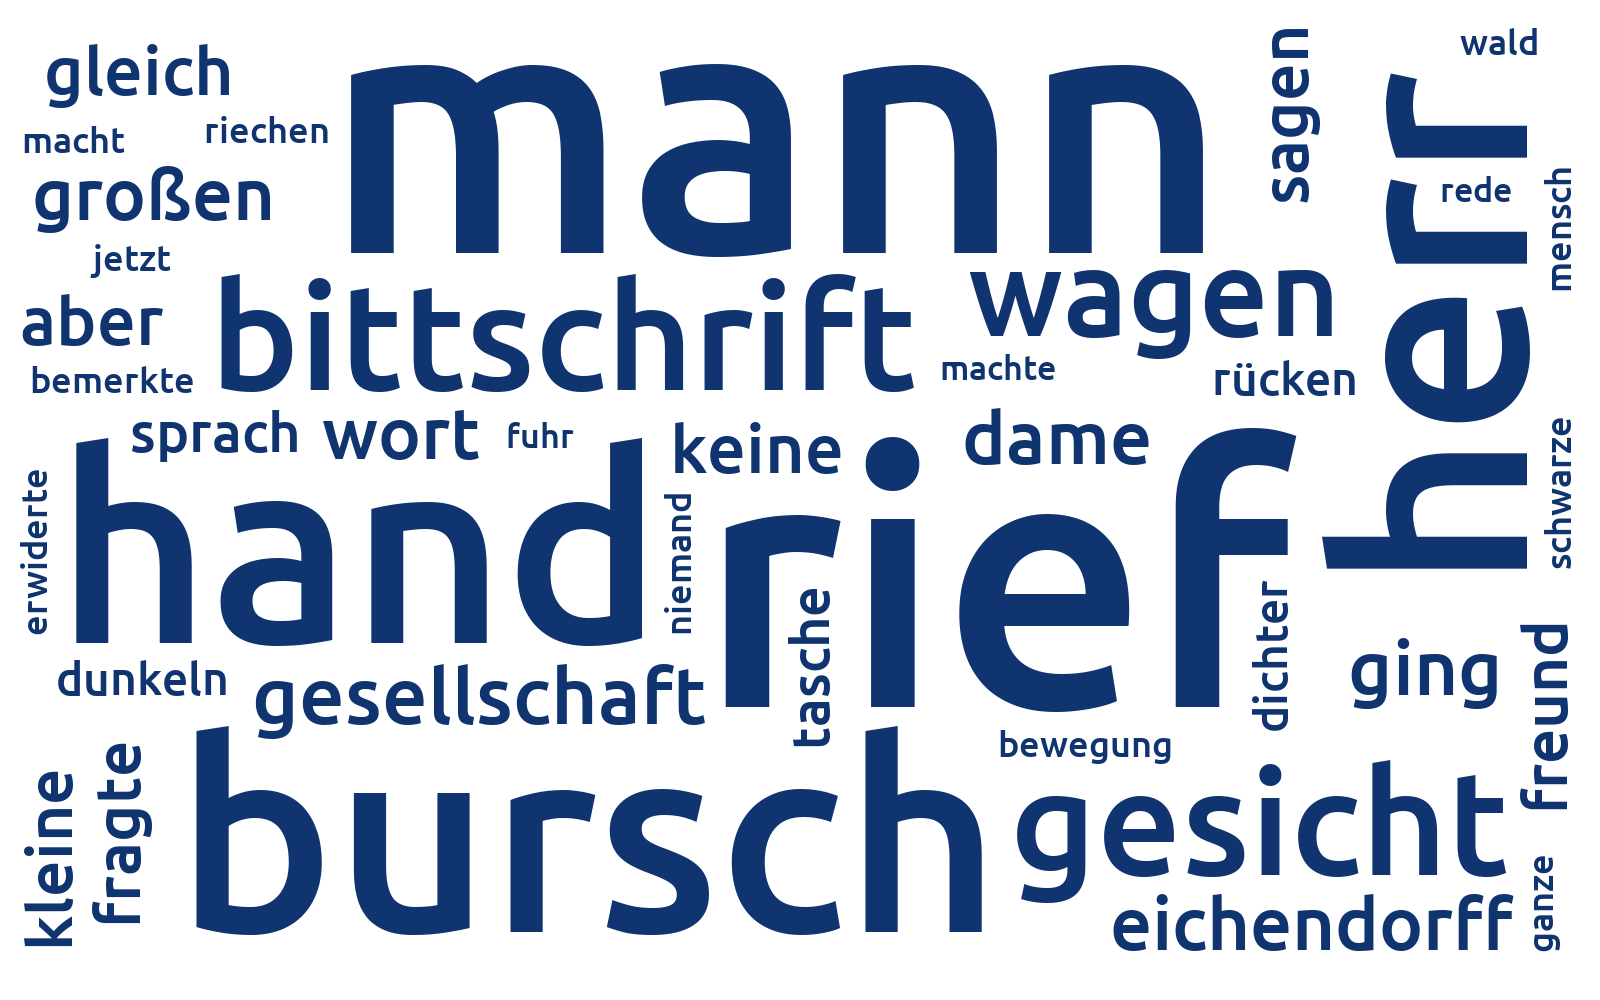 gleich
mann
sagen
wald
macht
riechen
herr
großen
rede
mensch
jetzt
bittschrift
wagen
aber
bemerkte
machte
rücken
sprach
wort
fuhr
keine
dame
schwarze
erwiderte
hand
niemand
rief
tasche
dichter
dunkeln
gesellschaft
ging
freund
bewegung
kleine
fragte
bursch
gesicht
eichendorff
ganze